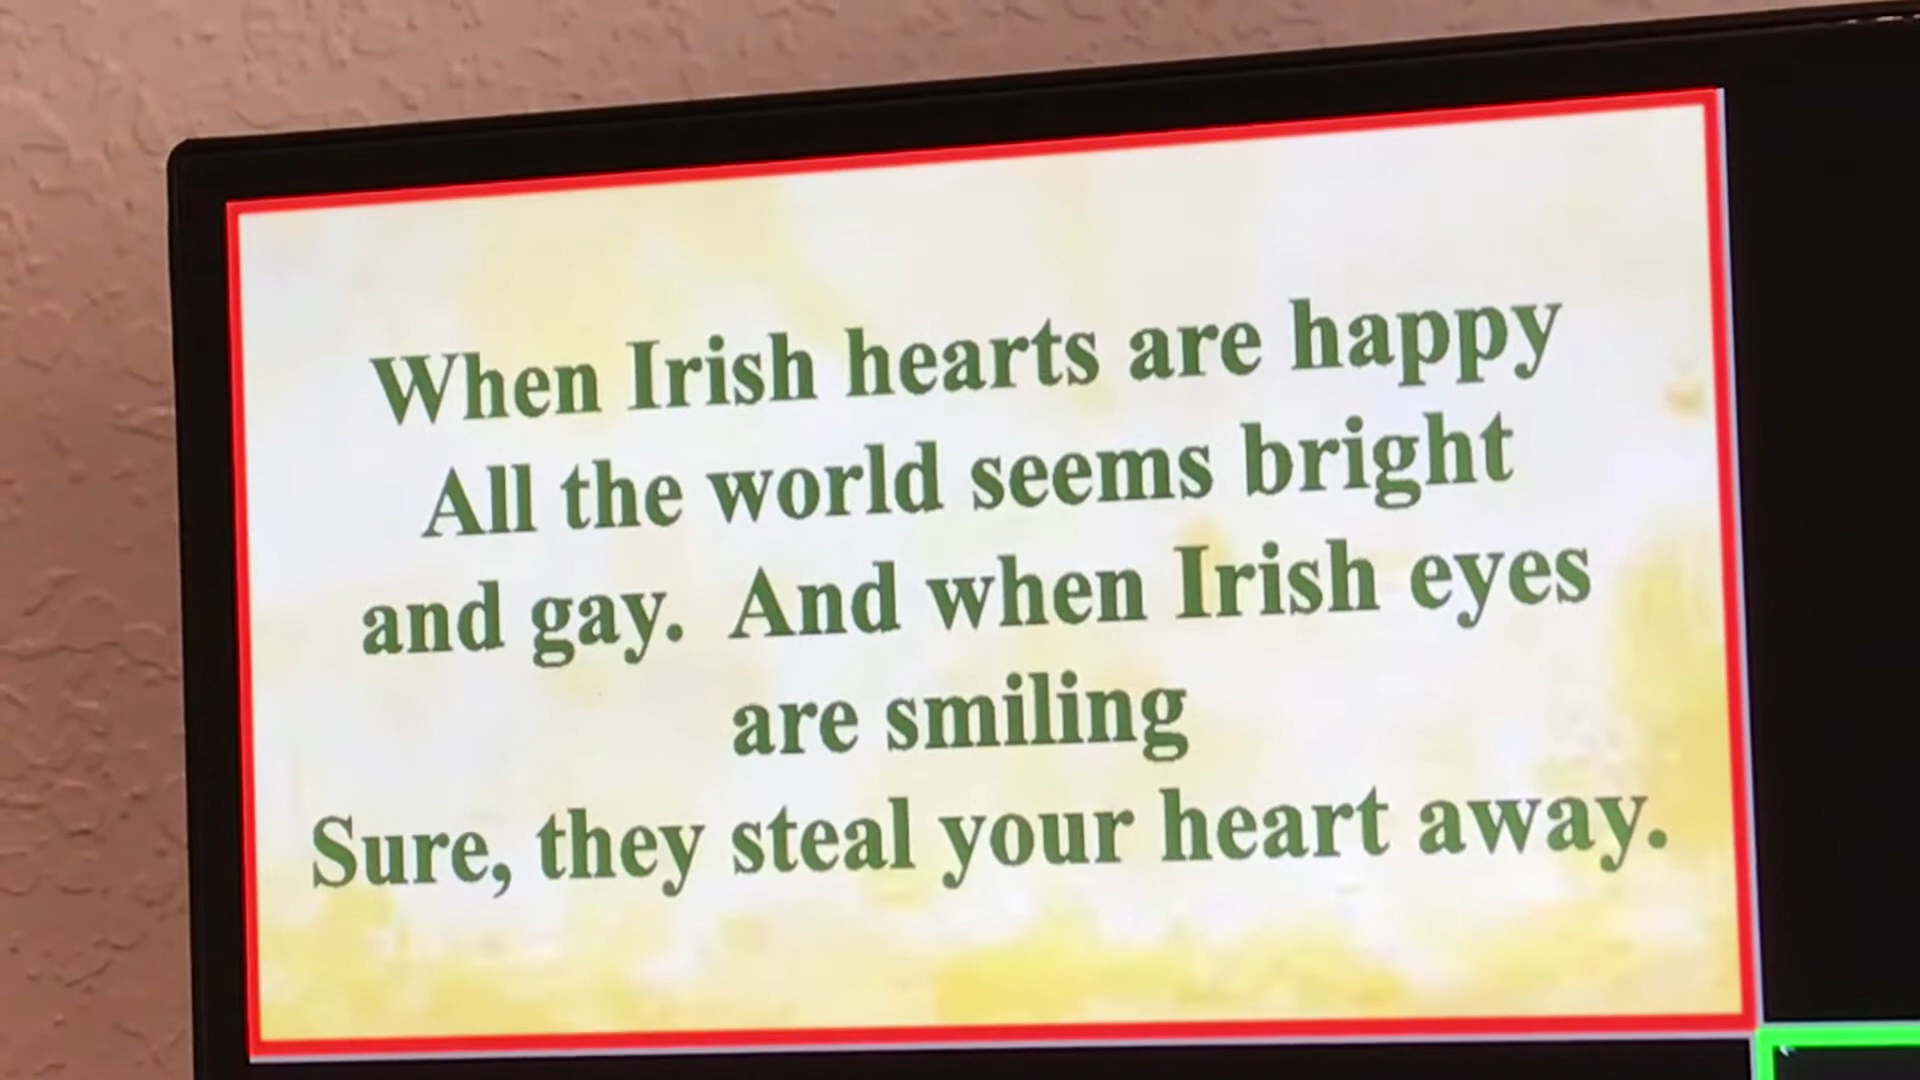 When Irish hearts are happy
All the world seems bright
and gay. And when Irish eyes
are smiling
Sure, they steal your heart away.